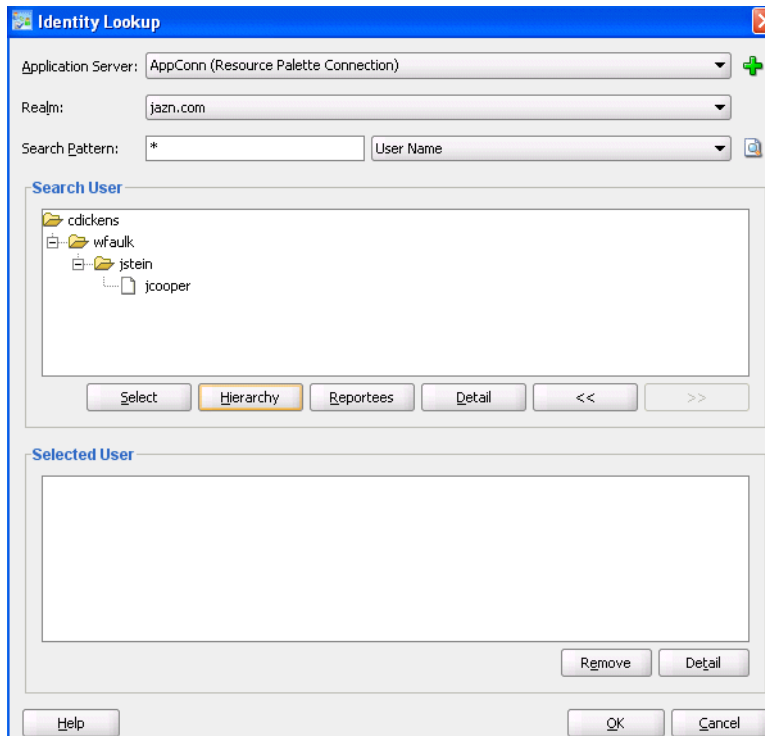 Identity Lookup
Application Server: AppConn (Resource Palette Connection)
Realm: jazn.com
Search Pattern: * User Name
Search User
cdickens
wfaulk
jstein
jcooper
Select Hierarchy Reportees Detail << >>
Selected User
Remove Detail
Help OK Cancel